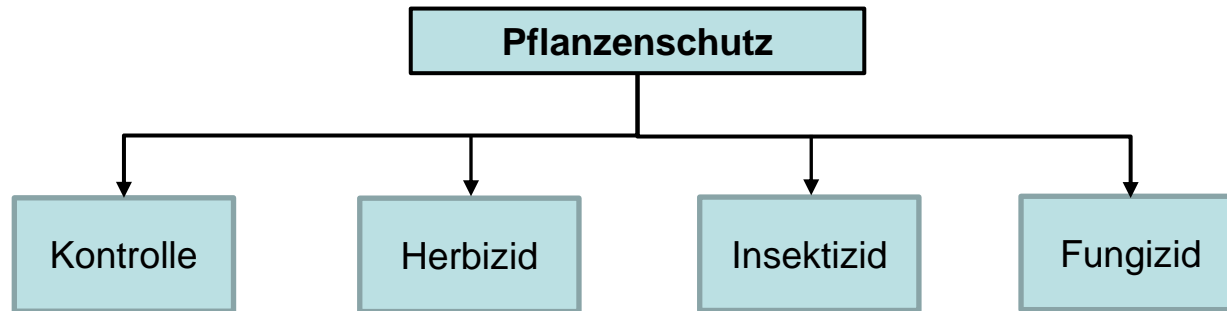 Pflanzenschutz
Kontrolle
Herbizid
Insektizid
Fungizid